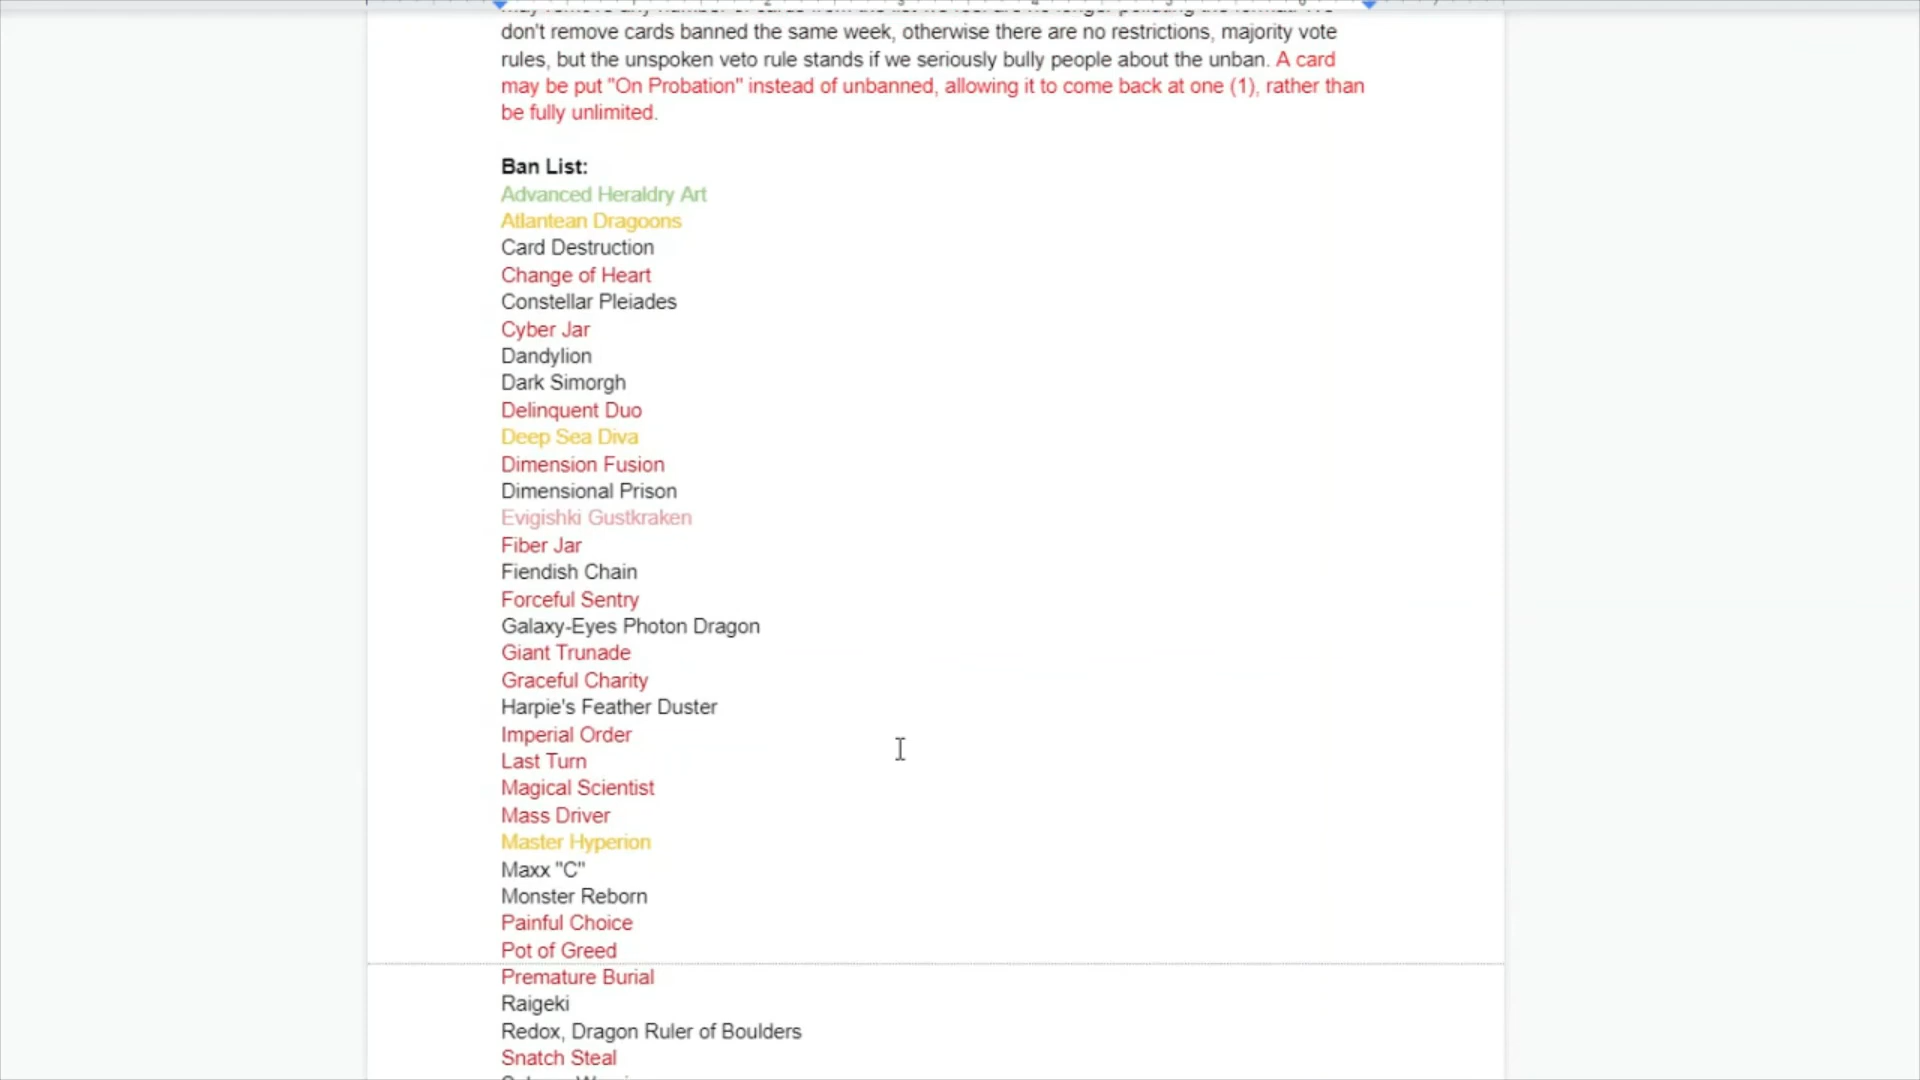 don't remove cards banned the same week, otherwise there are no restrictions, majority vote
rules, but the unspoken veto rule stands if we seriously bully people about the unban. A card
may be put "On Probation" instead of unbanned, allowing it to come back at one (1), rather than
be fully unlimited.
Ban List:
Advanced Heraldry Art
Atlantean Dragoons
Card Destruction
Change of Heart
Constellar Pleiades
Cyber Jar
Dandylion
Dark Simorgh
Delinquent Duo
Deep Sea Diva
Dimension Fusion
Dimensional Prison
Evigishki Gustkraken
Fiber Jar
Fiendish Chain
Forceful Sentry
Galaxy-Eyes Photon Dragon
Giant Trunade
Graceful Charity
Harpie's Feather Duster
Imperial Order
Last Turn
Magical Scientist
Mass Driver
Master Hyperion
Maxx "C"
Monster Reborn
Painful Choice
Pot of Greed
Premature Burial
Raigeki
Redox, Dragon Ruler of Boulders
Snatch Steal